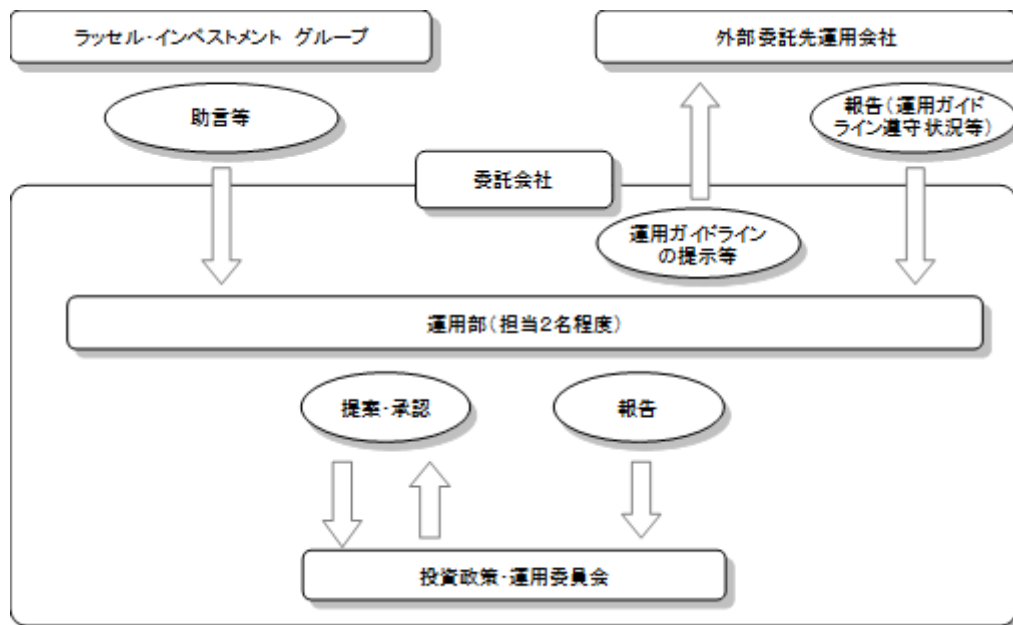 ラッセル・インベストメント グループ
外部委託先運用会社
助言等
報告(運用ガイド
ライン遵守状況等)
委託会社
運用ガイドライン
の提示等
運用部(担当2名程度)
提案・承認
報告
投資政策・運用委員会